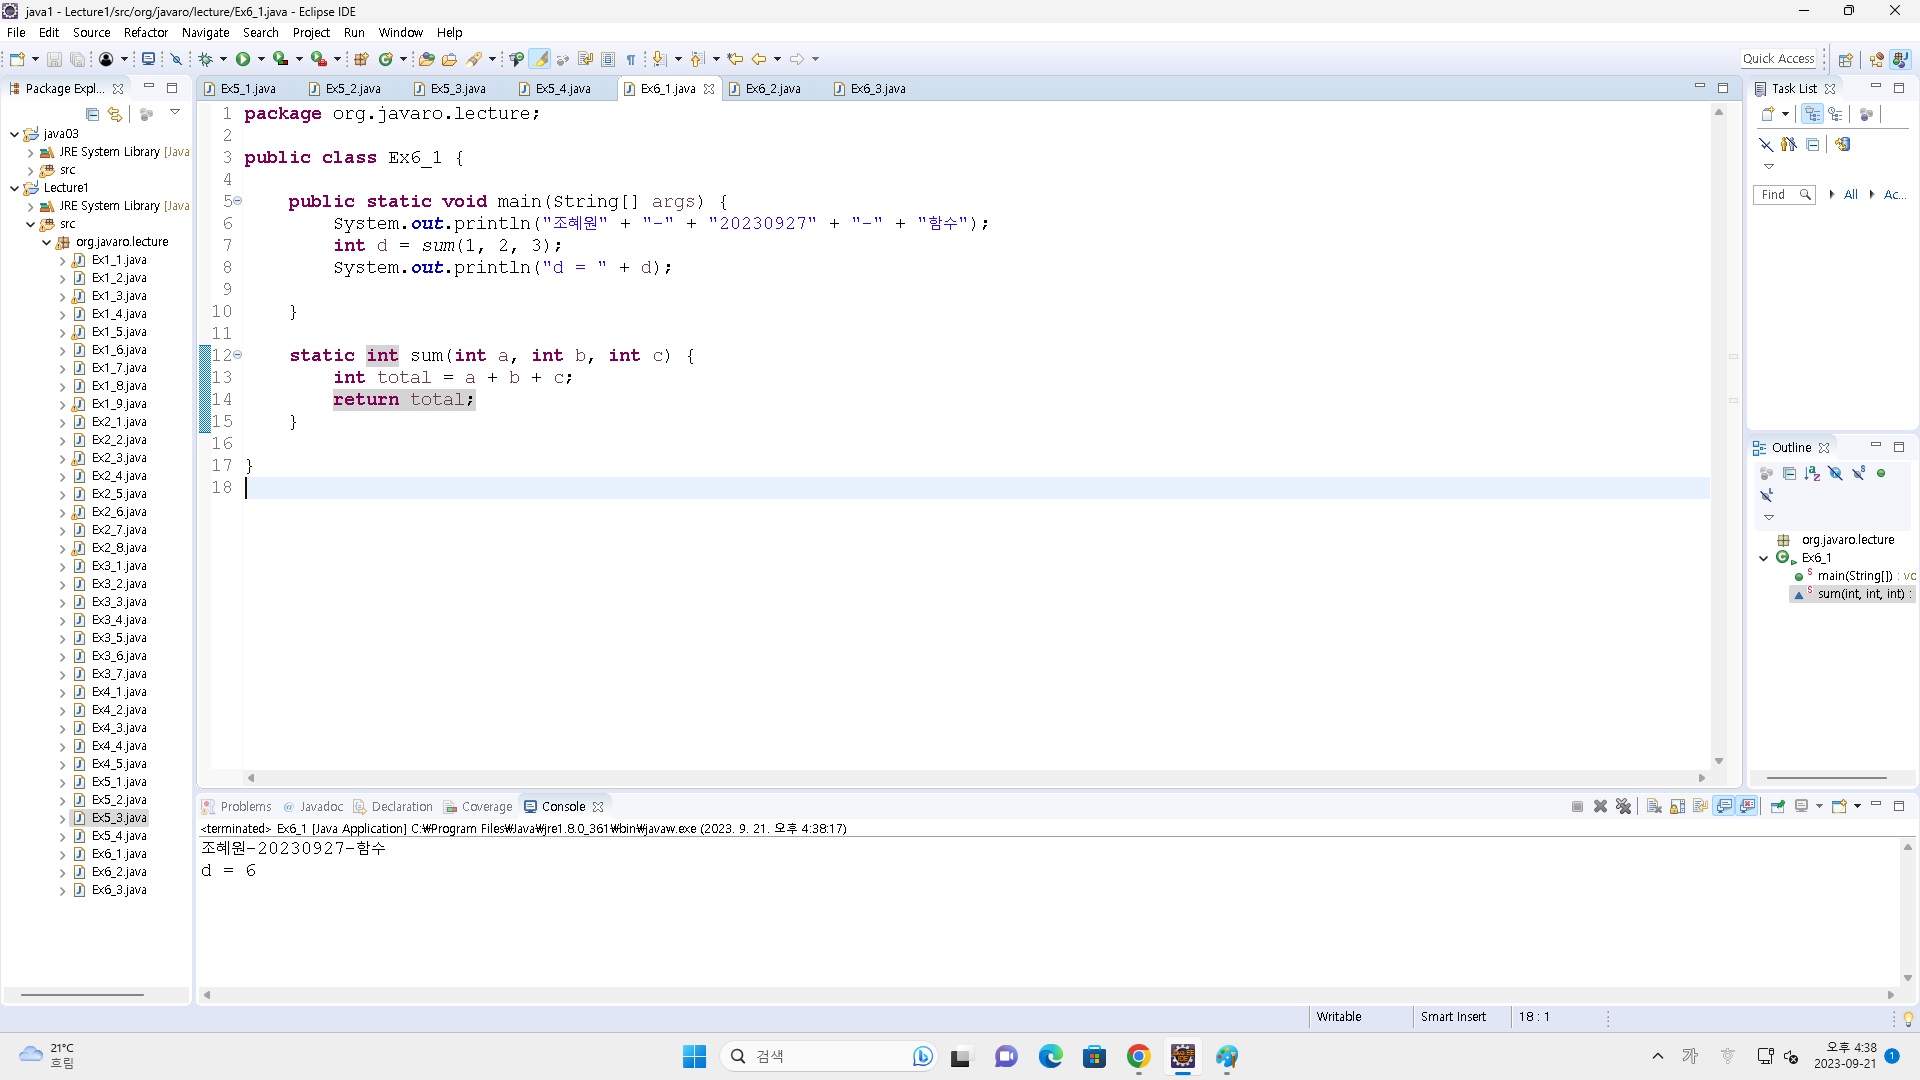 java1 - Lecture1/src/org/javaro/lecture/Ex6_1.java - Eclipse IDE
File Edit Source Refactor Navigate Search Project Run Window Help
Quick Access
Package Expl...
java03
JRE System Library [Java
src
Lecture1
JRE System Library [Java
src
org.javaro.lecture
Ex1_1.java
Ex1_2.java
Ex1_3.java
Ex1_4.java
Ex1_5.java
Ex1_6.java
Ex1_7.java
Ex1_8.java
Ex1_9.java
Ex2_1.java
Ex2_2.java
Ex2_3.java
Ex2_4.java
Ex2_5.java
Ex2_6.java
Ex2_7.java
Ex2_8.java
Ex3_1.java
Ex3_2.java
Ex3_3.java
Ex3_4.java
Ex3_5.java
Ex3_6.java
Ex3_7.java
Ex4_1.java
Ex4_2.java
Ex4_3.java
Ex4_4.java
Ex4_5.java
Ex5_1.java
Ex5_2.java
Ex5_3.java
Ex5_4.java
Ex6_1.java
Ex6_2.java
Ex6_3.java
Ex5_1.java Ex5_2.java Ex5_3.java Ex5_4.java Ex6_1.java Ex6_2.java Ex6_3.java
1 package org.javaro.lecture;
2
3 public class Ex6_1 {
4
5 public static void main(String[] args) {
6 System.out.println("조혜원" + "-" + "20230927" + "-" + "함수");
7 int d = sum(1, 2, 3);
8 System.out.println("d = " + d);
9
10 }
11
12 static int sum(int a, int b, int c) {
13 int total = a + b + c;
14 return total;
15 }
16
17 }
18
Task List
Find All Ac...
Outline
org.javaro.lecture
Ex6_1
main(String[]) : vo
sum(int, int, int) :
Problems Javadoc Declaration Coverage Console
<terminated> Ex6_1 [Java Application] C:₩Program Files₩Java₩jre1.8.0_361₩bin₩javaw.exe (2023. 9. 21. 오후 4:38:17)
조혜원-20230927-함수
d = 6
Writable Smart Insert 18 : 1
21°C
흐림
검색
가
오후 4:38
2023-09-21
1